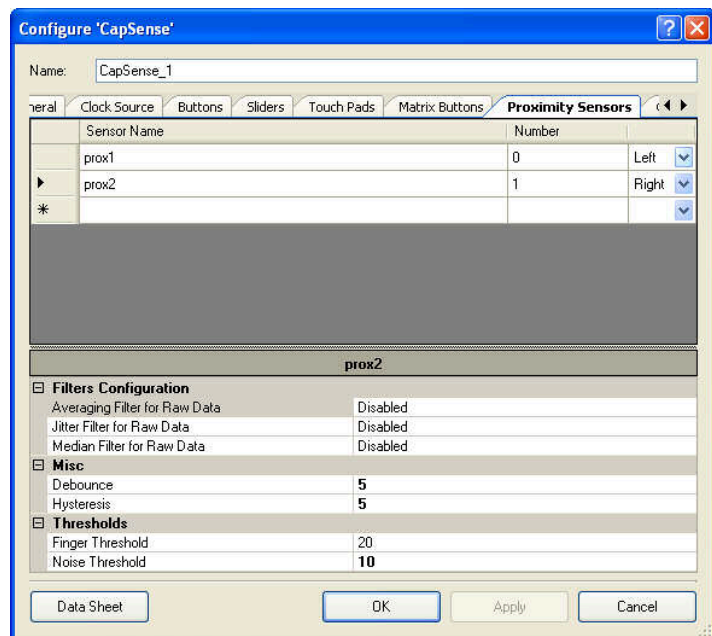 Configure 'CapSense'
Name: CapSense_1
neral Clock Source Buttons Sliders Touch Pads Matrix Buttons Proximity Sensors
Sensor Name Number
prox1 0 Left
prox2 1 Right
prox2
Filters Configuration
Averaging Filter for Raw Data Disabled
Jitter Filter for Raw Data Disabled
Median Filter for Raw Data Disabled
Misc
Debounce 5
Hysteresis 5
Thresholds
Finger Threshold 20
Noise Threshold 10
Data Sheet OK Apply Cancel